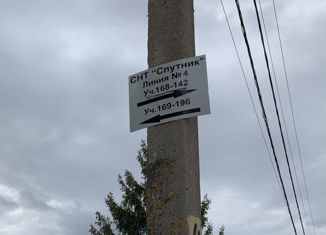 СНТ "Спутник"
Линия № 4
Уч.168-142
Уч.169-196